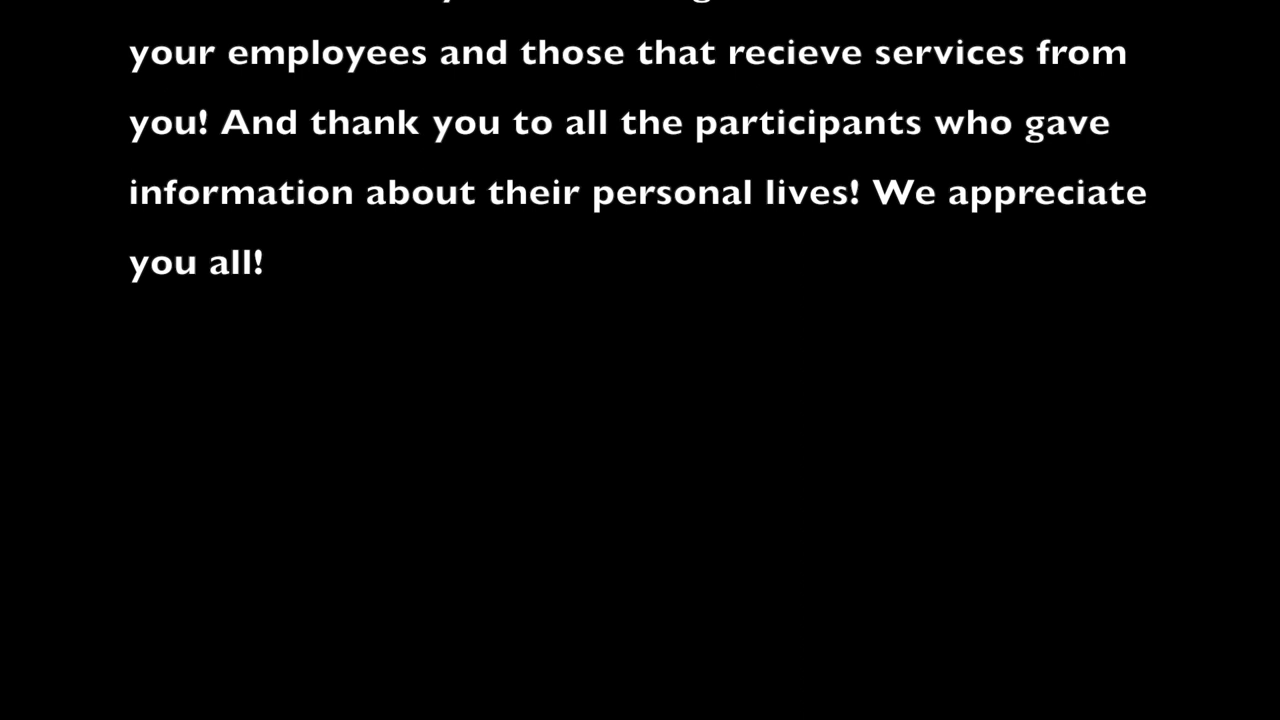 your employees and those that recieve services from
you! And thank you to all the participants who gave
information about their personal lives! We appreciate
you all!